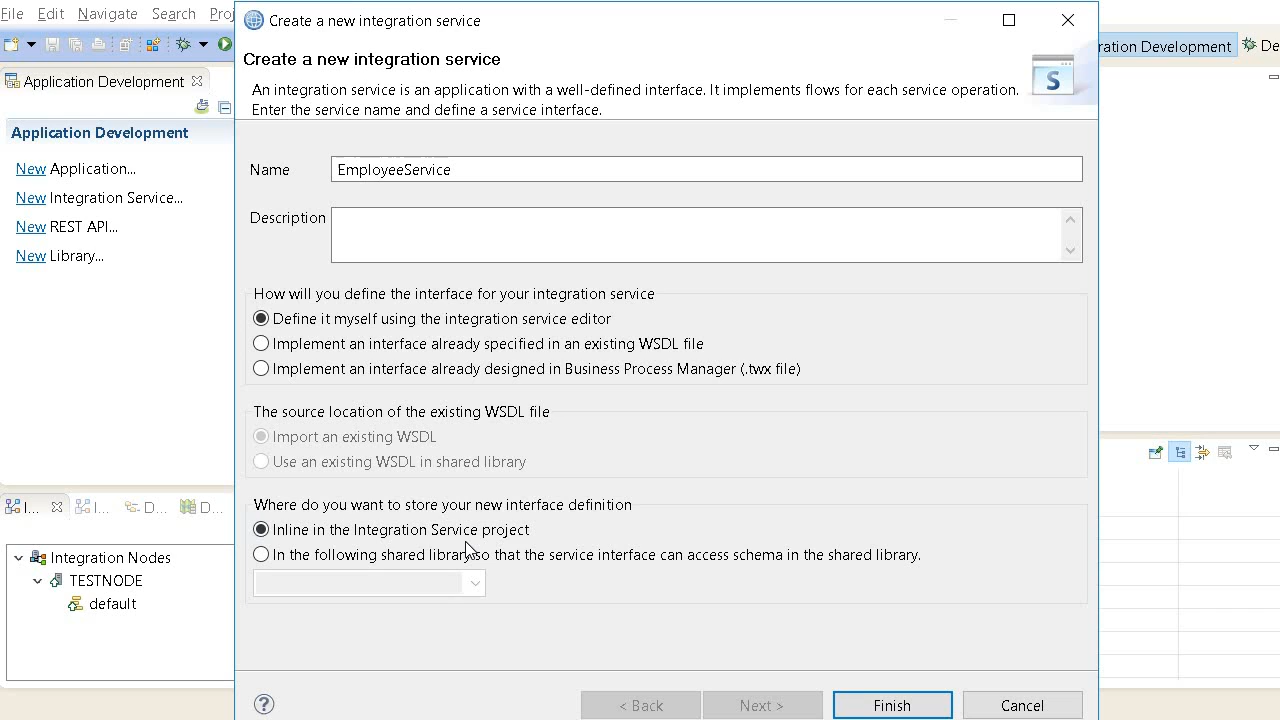 File Edit Navigate Search Proj
Create a new integration service
ration Development
De
Application Development
Create a new integration service
An integration service is an application with a well-defined interface. It implements flows for each service operation.
Enter the service name and define a service interface.
S
Application Development
New Application...
New Integration Service...
New REST API...
New Library...
Name
EmployeeService
Description
How will you define the interface for your integration service
Define it myself using the integration service editor
Implement an interface already specified in an existing WSDL file
Implement an interface already designed in Business Process Manager (.twx file)
The source location of the existing WSDL file
Import an existing WSDL
Use an existing WSDL in shared library
Where do you want to store your new interface definition
Inline in the Integration Service project
In the following shared library so that the service interface can access schema in the shared library.
I... I... D... D...
Integration Nodes
TESTNODE
default
?
< Back
Next >
Finish
Cancel